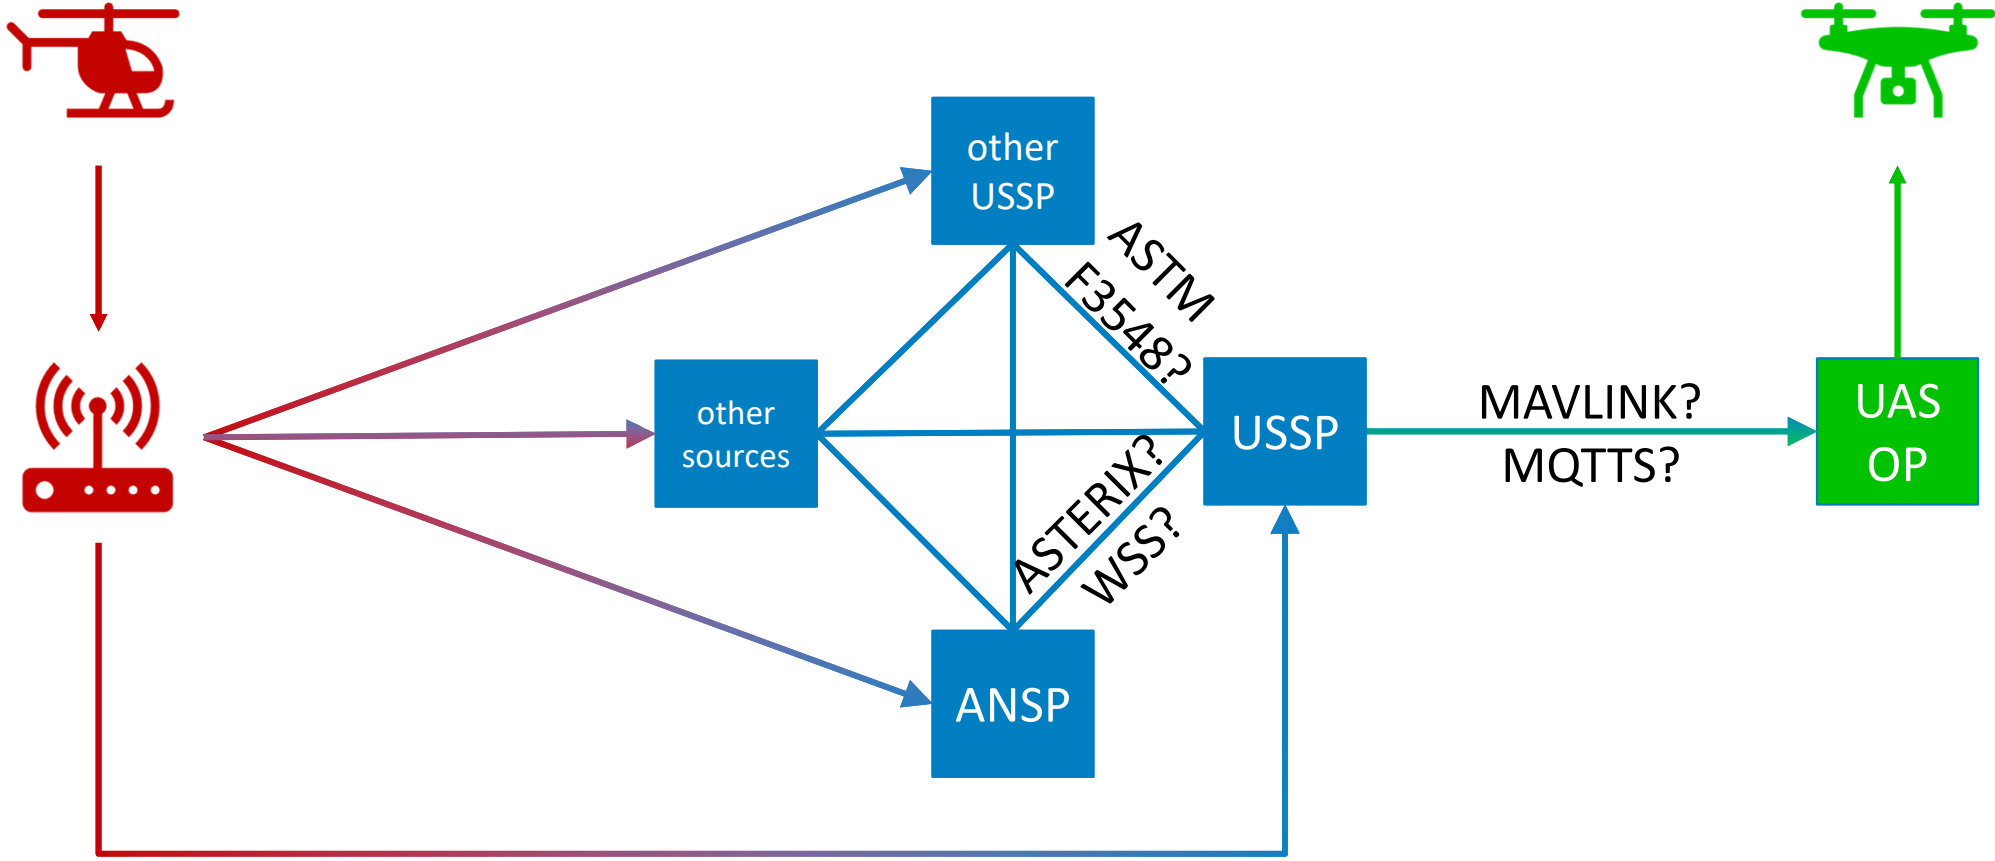 other
USSP
ASTM
F3548?
other
sources
USSP
MAVLINK?
MQTTS?
UAS
OP
ASTERIX?
WSS?
ANSP